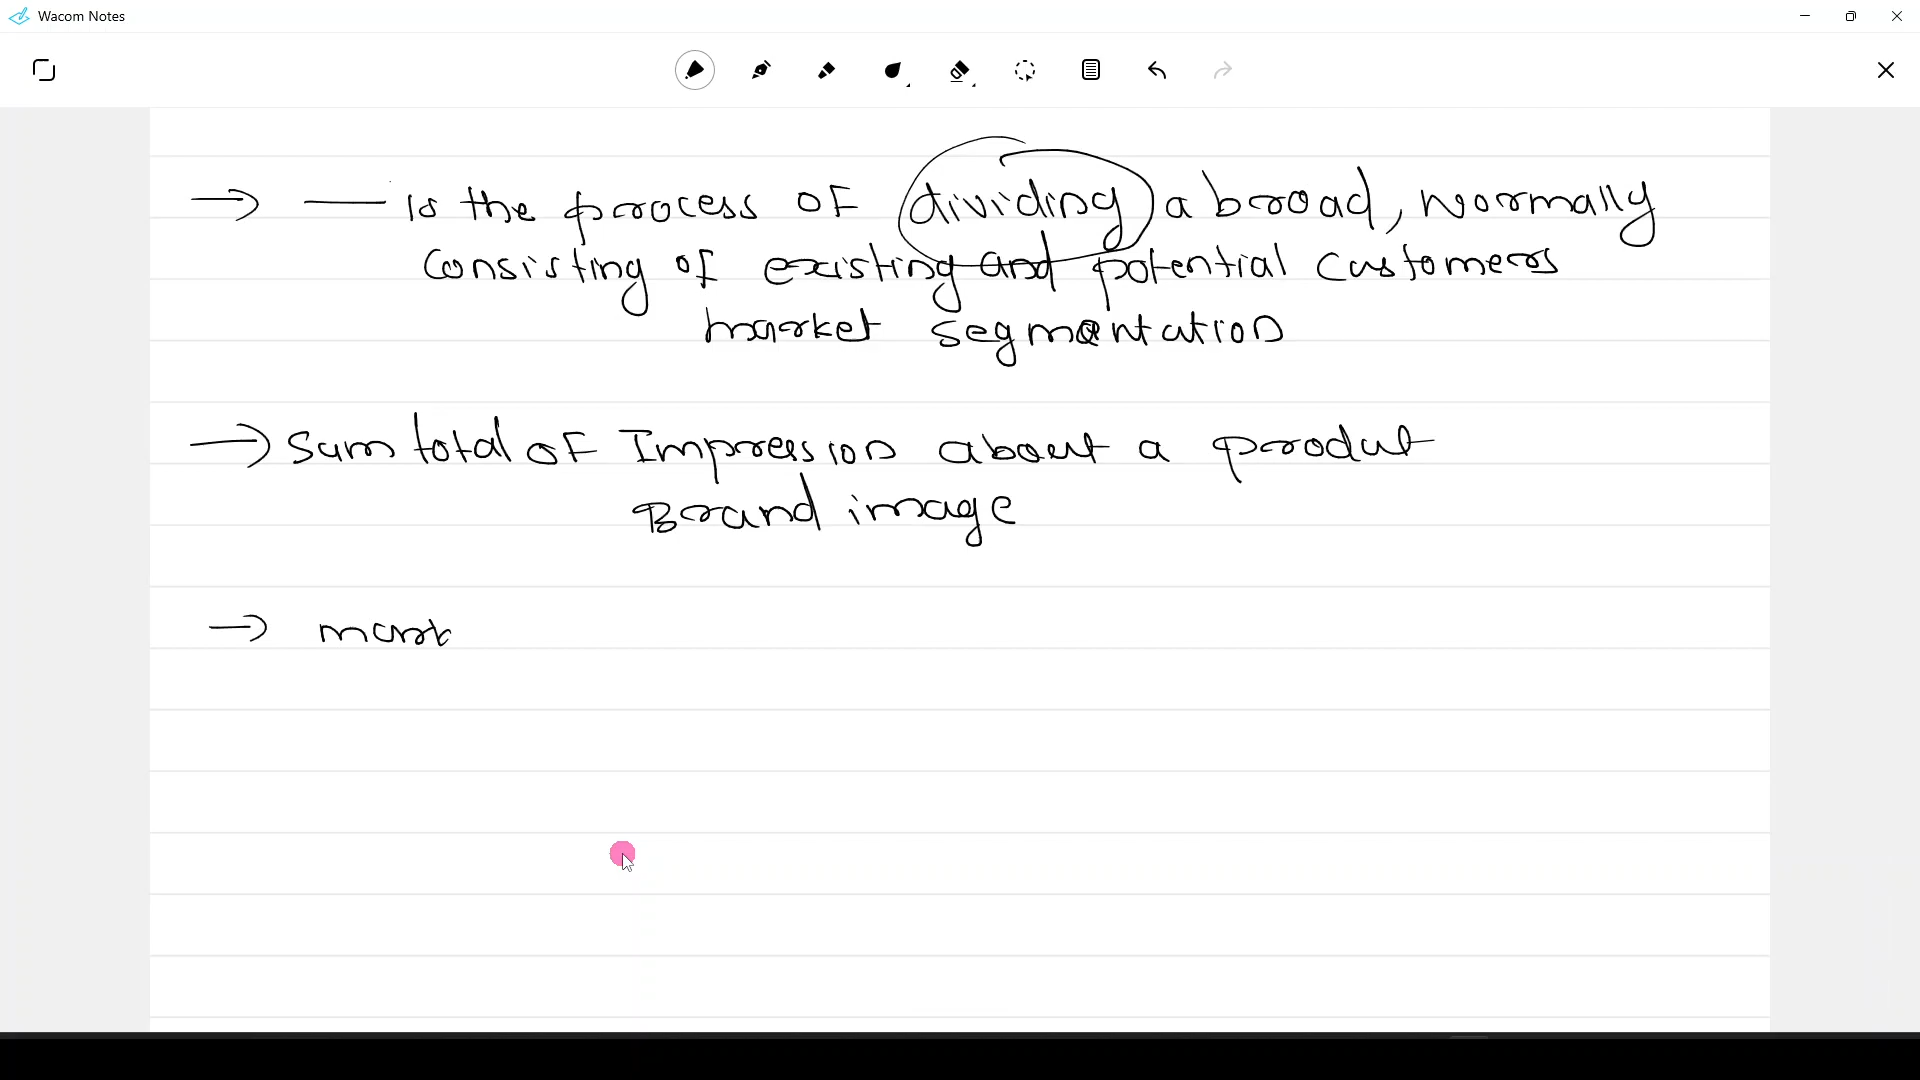 Wacom Notes
→ — is the process of dividing a broad, Normally
consisting of existing and potential customers
market segmentation
→ Sum total of Impression about a product
Brand image
→ mark